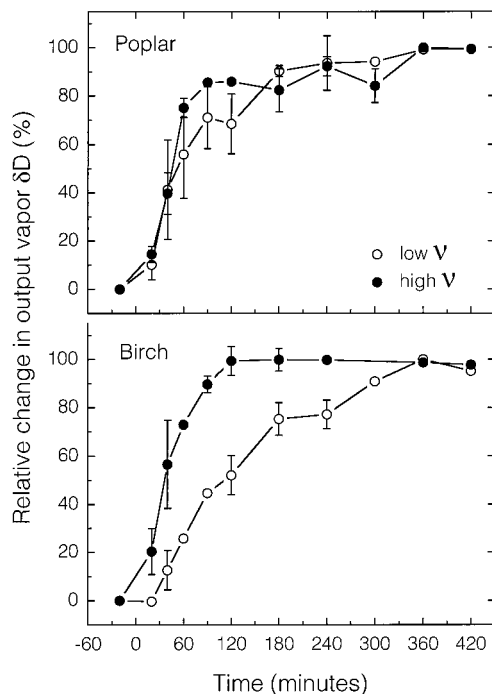 Relative change in output vapor δD (%)
Poplar
100
80
60
40
20
0
low ν
high ν
Birch
100
80
60
40
20
0
-60 0 60 120 180 240 300 360 420
Time (minutes)